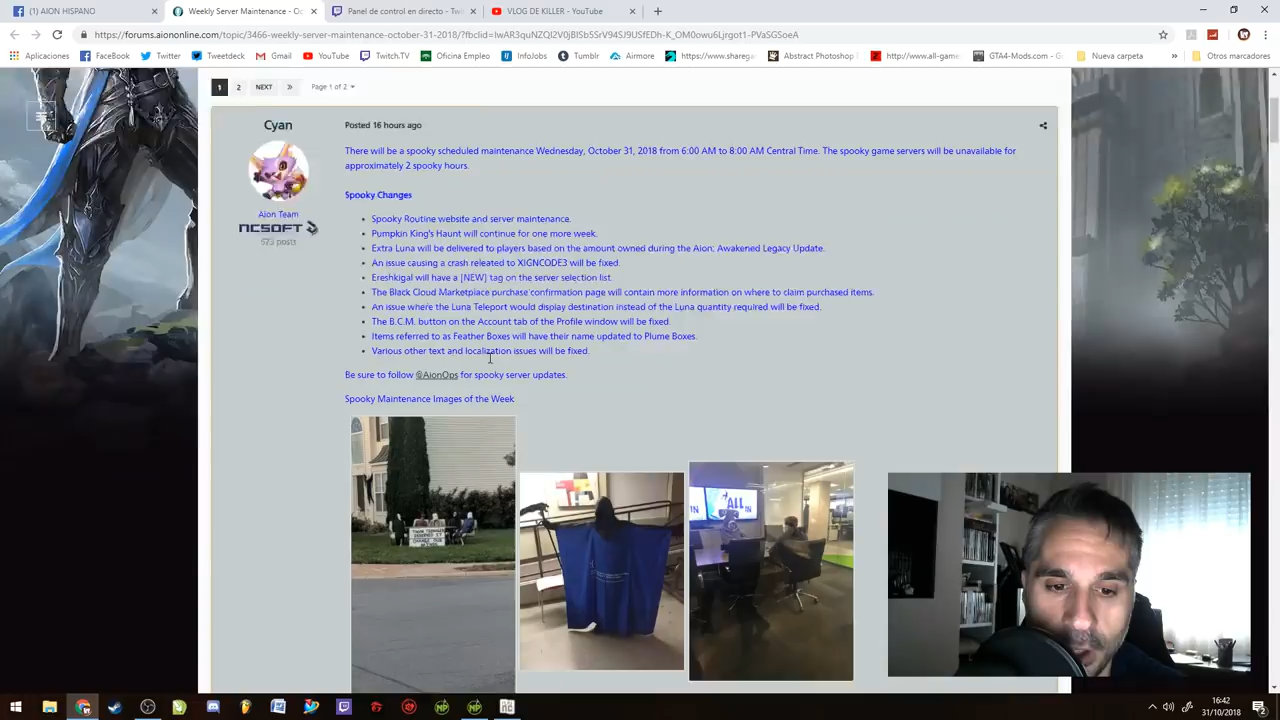 (1) AION HISPANO
Weekly Server Maintenance - Oc
Panel de control en directo - Tw
VLOG DE KILLER - YouTube
https://forums.aiononline.com/topic/3466-weekly-server-maintenance-october-31-2018/?fbclid=
Aplicaciones
FaceBook
Twitter
Tweetdeck
Gmail
YouTube
Twitch.TV
Oficina Empleo
InfoJobs
Tumblr
Airmore
https://www.sharega
Abstract Photoshop
http://www.all-game
GTA4-Mods.com - G
Nueva carpeta
Otros marcadores
1 2 NEXT » Page 1 of 2
Cyan
Posted 16 hours ago
There will be a spooky scheduled maintenance Wednesday, October 31, 2018 from 6:00 AM to 8:00 AM Central Time. The spooky game servers will be unavailable for
approximately 2 spooky hours.
Spooky Changes
Aion Team
NCSOFT
573 posts
Spooky Routine website and server maintenance.
Pumpkin King's Haunt will continue for one more week.
Extra Luna will be delivered to players based on the amount owned during the Aion: Awakened Legacy Update.
An issue causing a crash releated to XIGNCODE3 will be fixed.
Ereshkigal will have a [NEW] tag on the server selection list.
The Black Cloud Marketplace purchase confirmation page will contain more information on where to claim purchased items.
An issue where the Luna Teleport would display destination instead of the Luna quantity required will be fixed.
The B.C.M. button on the Account tab of the Profile window will be fixed.
Items referred to as Feather Boxes will have their name updated to Plume Boxes.
Various other text and localization issues will be fixed.
Be sure to follow @AionOps for spooky server updates.
Spooky Maintenance Images of the Week
ALL
IN
16:42
31/10/2018
2